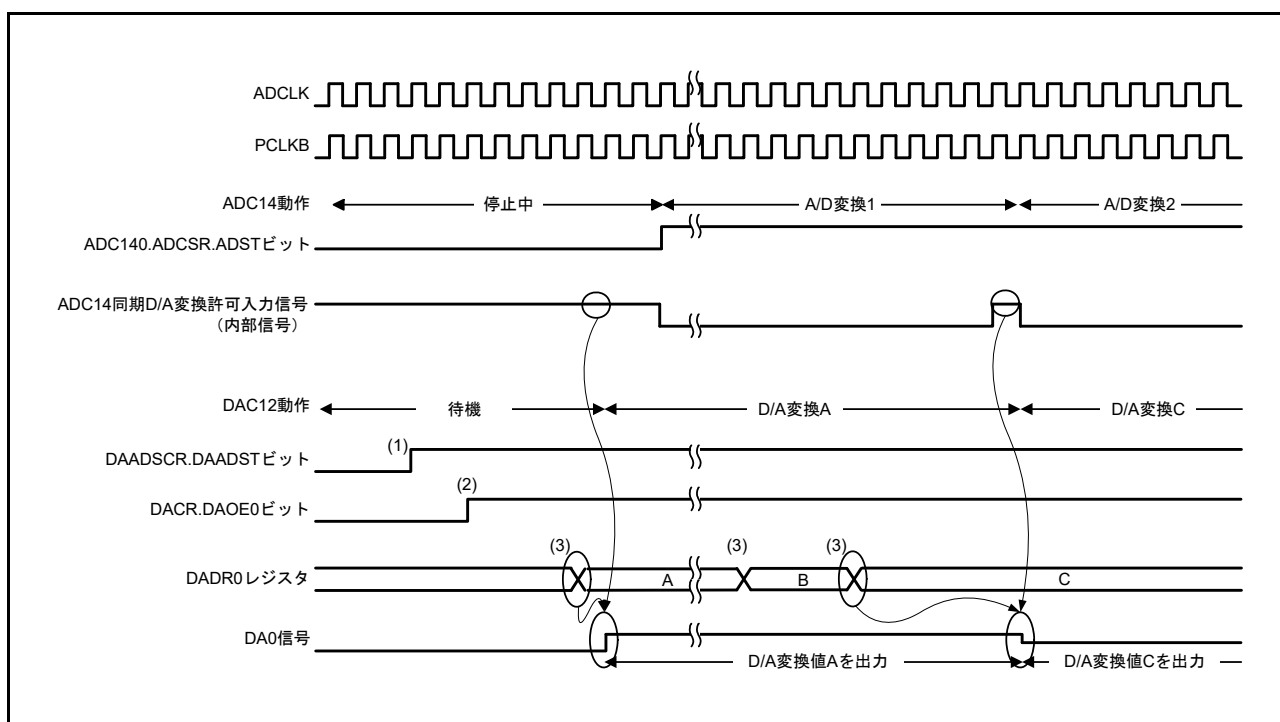 ADCLK
PCLKB
ADC14動作
停止中
A/D変換1
A/D変換2
ADC140.ADCSR.ADSTビット
ADC14同期D/A変換許可入力信号
（内部信号）
DAC12動作
待機
D/A変換A
D/A変換C
(1)
DAADSCR.DAADSTビット
(2)
DACR.DAOE0ビット
(3)
(3)
(3)
DADR0レジスタ
A
B
C
DA0信号
D/A変換値Aを出力
D/A変換値Cを出力